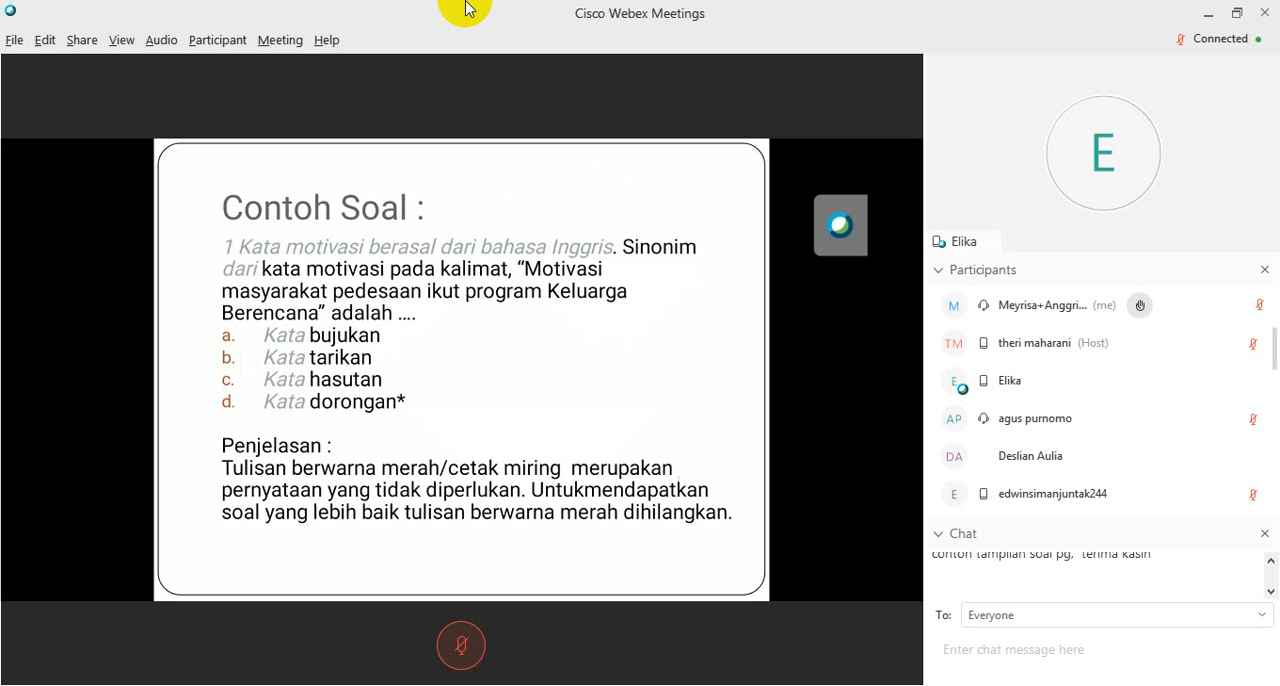 Cisco Webex Meetings
File Edit Share View Audio Participant Meeting Help
Connected
Contoh Soal :
1 Kata motivasi berasal dari bahasa Inggris. Sinonim
dari kata motivasi pada kalimat, “Motivasi
masyarakat pedesaan ikut program Keluarga
Berencana” adalah ....
a. Kata bujukan
b. Kata tarikan
c. Kata hasutan
d. Kata dorongan*
Penjelasan :
Tulisan berwarna merah/cetak miring merupakan
pernyataan yang tidak diperlukan. Untukmendapatkan
soal yang lebih baik tulisan berwarna merah dihilangkan.
E
Elika
Participants
M Meyrisa+Anggri... (me)
TM theri maharani (Host)
E Elika
AP agus purnomo
DA Deslian Aulia
E edwinsimanjuntak244
Chat
conton tampilan soal pg, terima kasih
To: Everyone
Enter chat message here